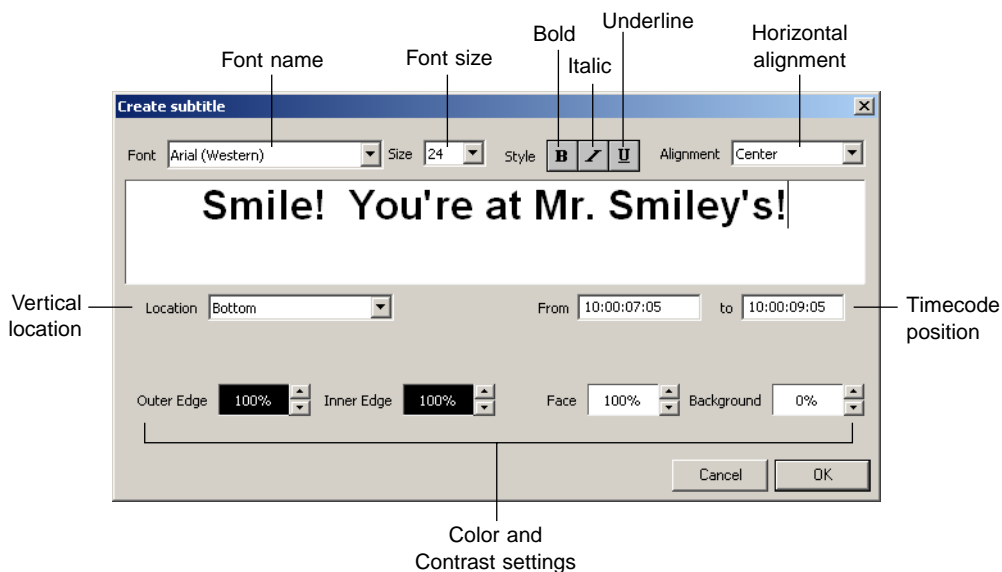 Underline
Bold
Horizontal
alignment
Font name
Font size
Italic
Create subtitle
Font Arial (Western) Size 24 Style B I U Alignment Center
Smile!  You're at Mr. Smiley's!
Vertical
location
Location Bottom From 10:00:07:05 to 10:00:09:05
Timecode
position
Outer Edge 100% Inner Edge 100% Face 100% Background 0%
Cancel OK
Color and
Contrast settings